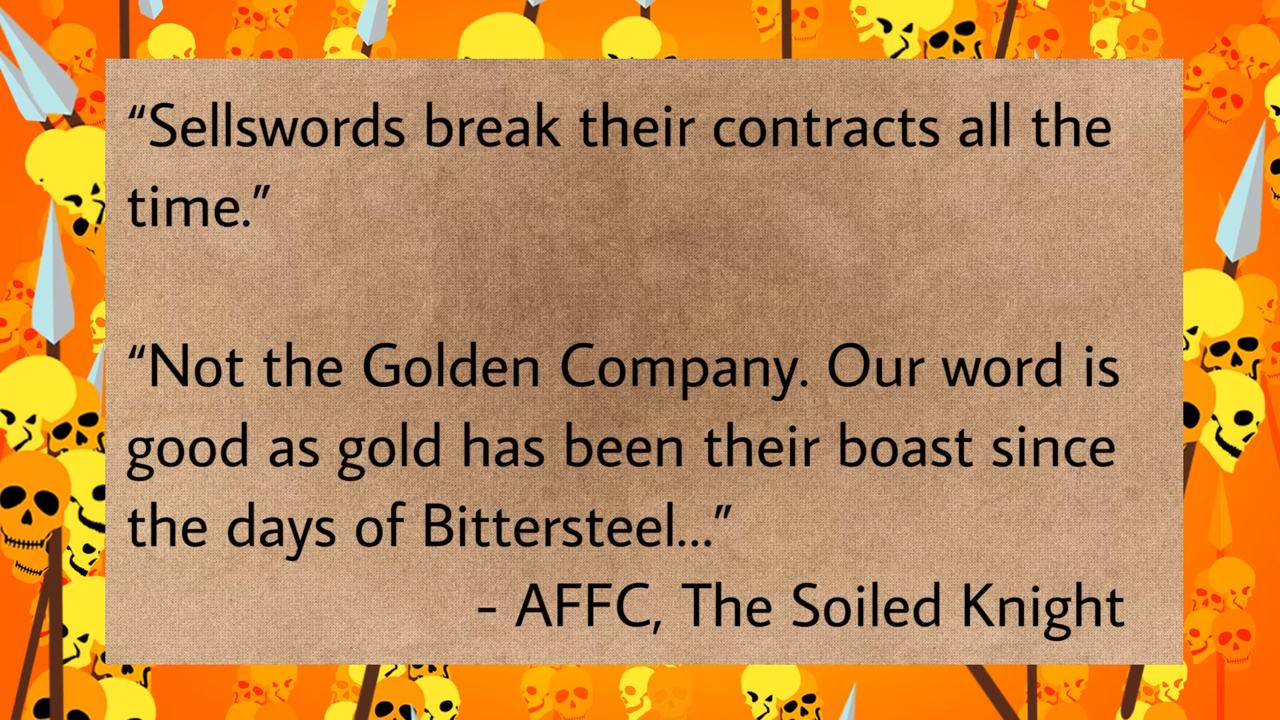 “Sellswords break their contracts all the
time.”
“Not the Golden Company. Our word is
good as gold has been their boast since
the days of Bittersteel...”
- AFFC, The Soiled Knight